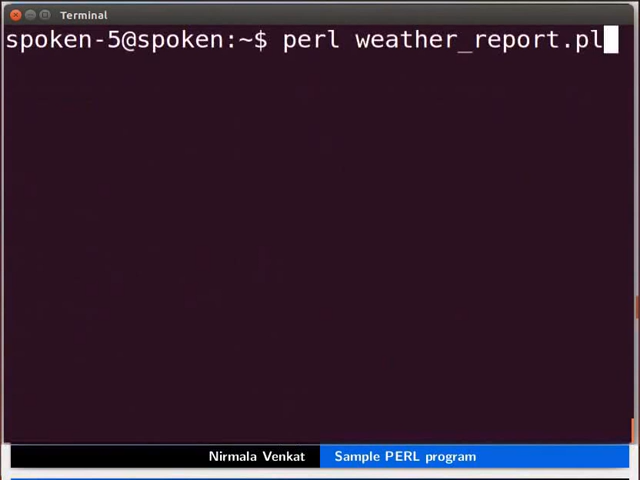 Terminal
spoken-5@spoken:~$ perl weather_report.pl
Nirmala Venkat
Sample PERL program